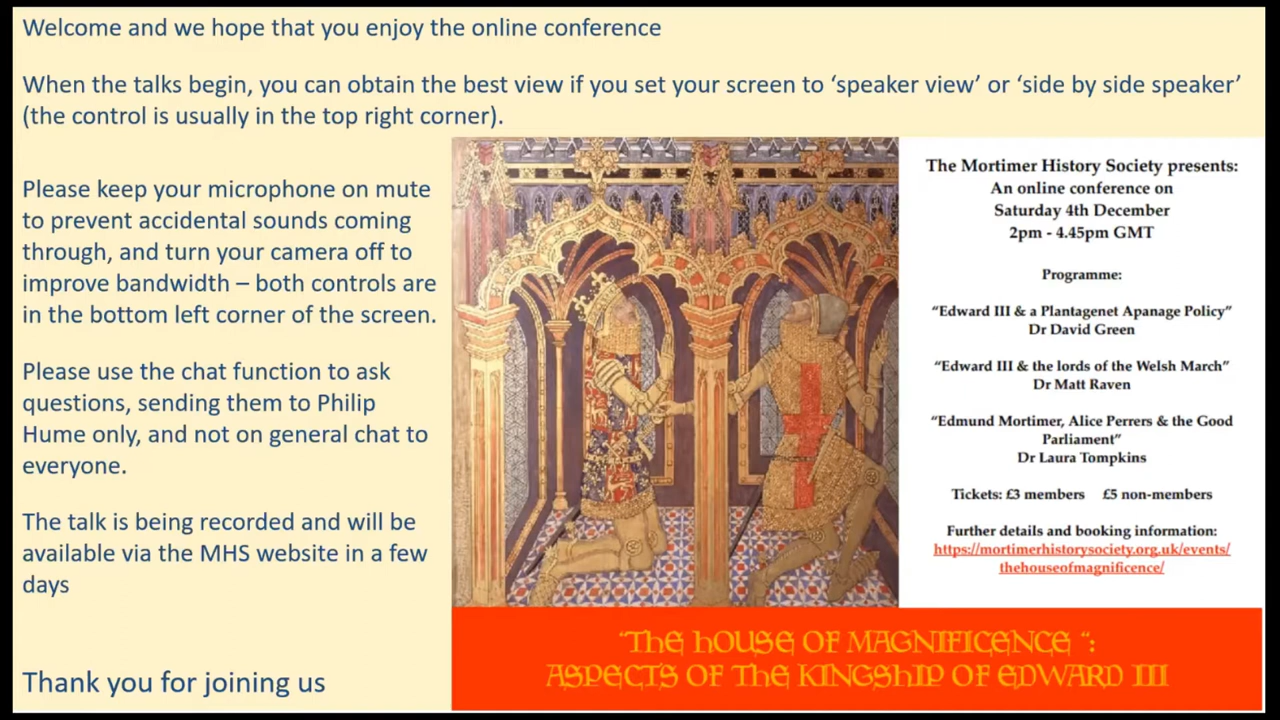 Welcome and we hope that you enjoy the online conference
When the talks begin, you can obtain the best view if you set your screen to ‘speaker view’ or ‘side by side speaker’
(the control is usually in the top right corner).
Please keep your microphone on mute
to prevent accidental sounds coming
through, and turn your camera off to
improve bandwidth – both controls are
in the bottom left corner of the screen.
Please use the chat function to ask
questions, sending them to Philip
Hume only, and not on general chat to
everyone.
The talk is being recorded and will be
available via the MHS website in a few
days
Thank you for joining us
The Mortimer History Society presents:
An online conference on
Saturday 4th December
2pm - 4.45pm GMT
Programme:
“Edward III & a Plantagenet Apanage Policy”
Dr David Green
“Edward III & the lords of the Welsh March”
Dr Matt Raven
“Edmund Mortimer, Alice Perrers & the Good
Parliament”
Dr Laura Tompkins
Tickets: £3 members £5 non-members
Further details and booking information:
https://mortimerhistorysociety.org.uk/events/
thehouseofmagnificence/
“The House of Magnificence “:
Aspects of the Kingship of Edward III